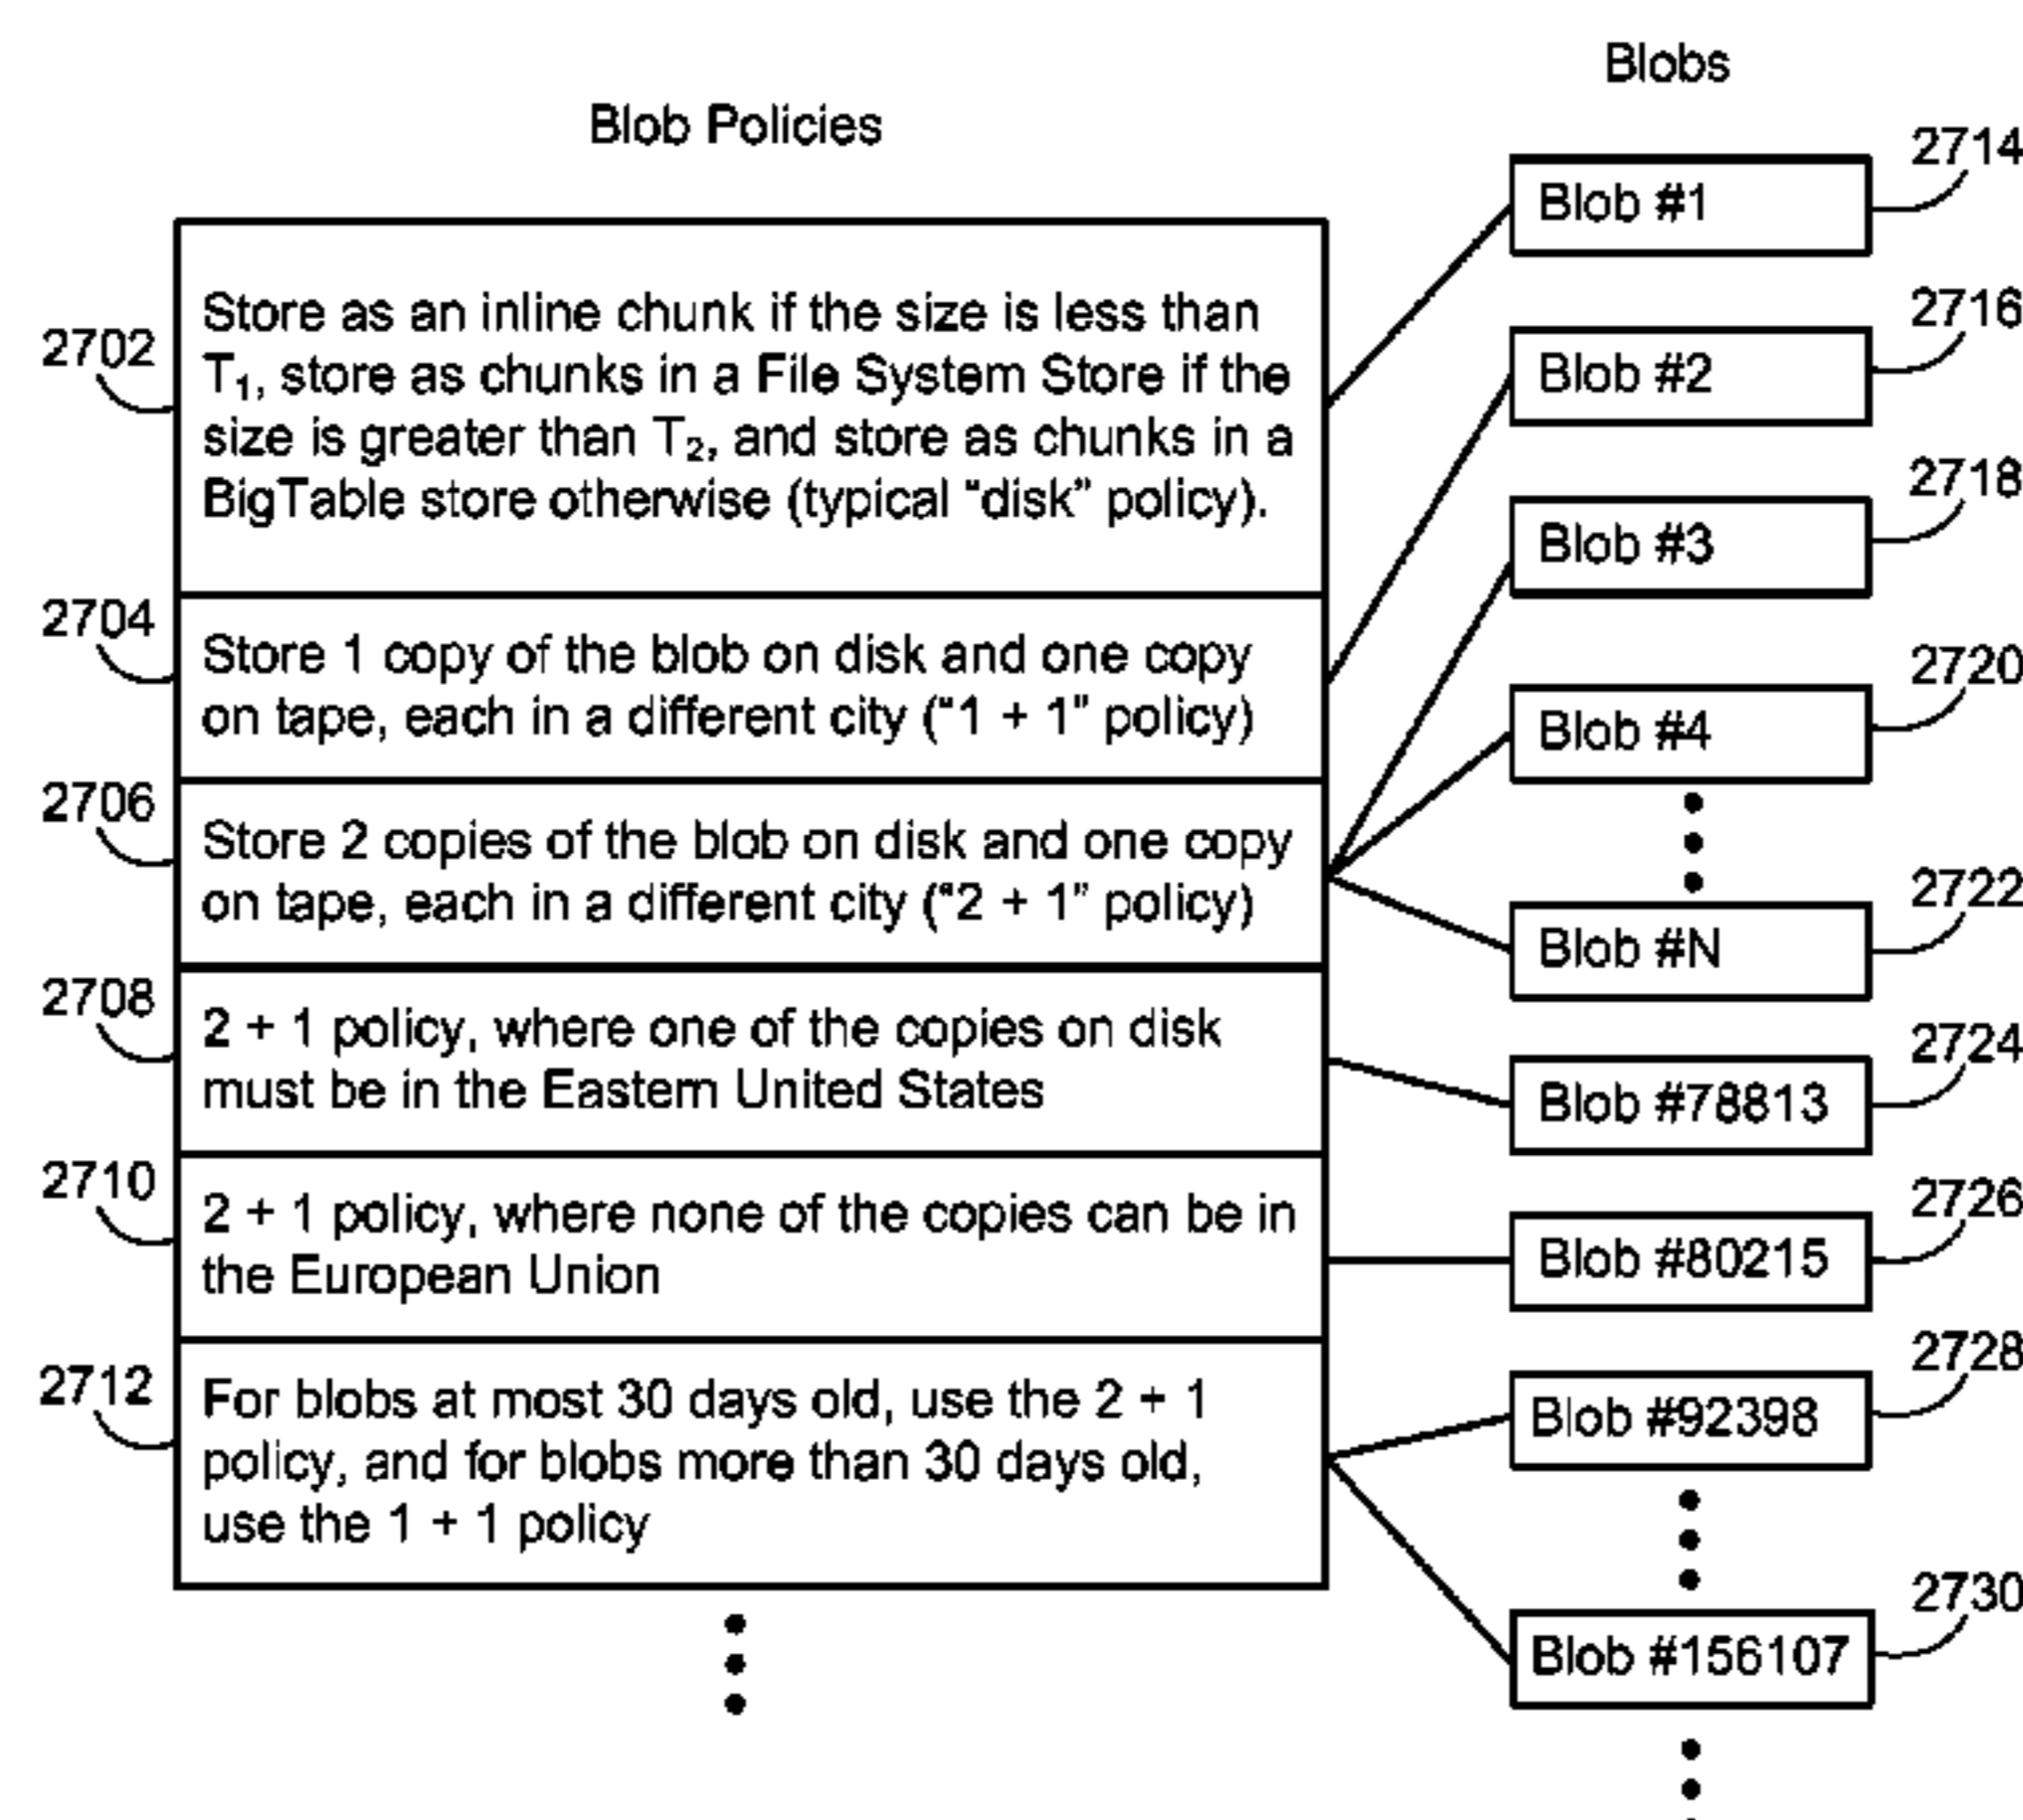 Blobs
Blob Policies
2702
Store as an inline chunk if the size is less than
T₁, store as chunks in a File System Store if the
size is greater than T₂, and store as chunks in a
BigTable store otherwise (typical “disk” policy).
2704
Store 1 copy of the blob on disk and one copy
on tape, each in a different city (“1 + 1” policy)
2706
Store 2 copies of the blob on disk and one copy
on tape, each in a different city (“2 + 1” policy)
2708
2 + 1 policy, where one of the copies on disk
must be in the Eastern United States
2710
2 + 1 policy, where none of the copies can be in
the European Union
2712
For blobs at most 30 days old, use the 2 + 1
policy, and for blobs more than 30 days old,
use the 1 + 1 policy
2714
Blob #1
2716
Blob #2
2718
Blob #3
2720
Blob #4
2722
Blob #N
2724
Blob #78813
2726
Blob #80215
2728
Blob #92398
2730
Blob #156107